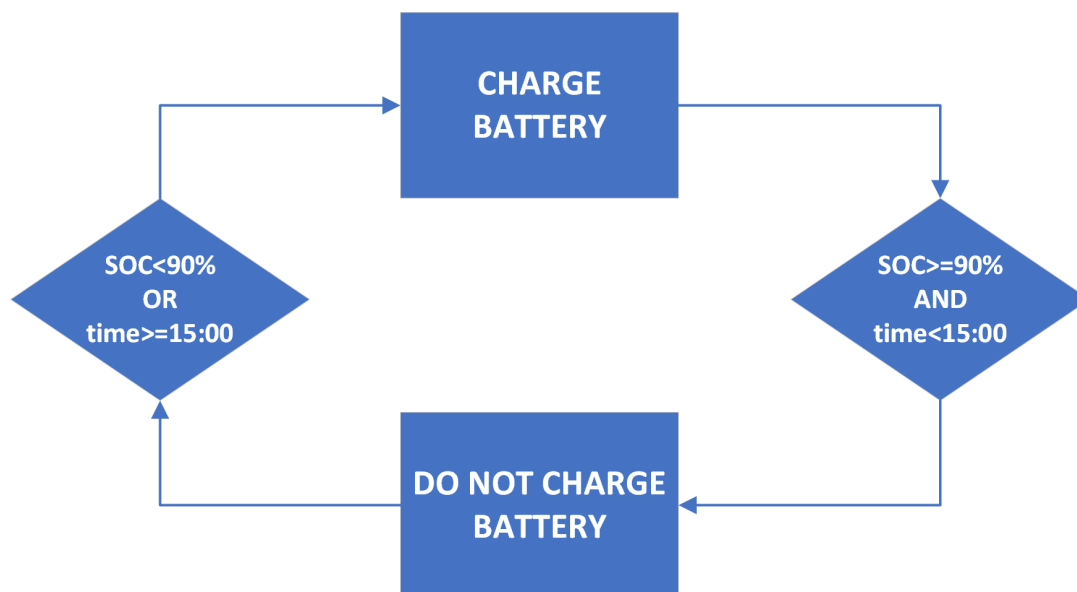 CHARGE
BATTERY
SOC<90%
OR
time>=15:00
SOC>=90%
AND
time<15:00
DO NOT CHARGE
BATTERY